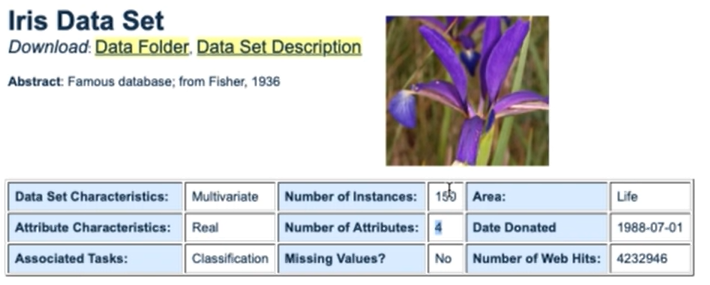 Iris Data Set
Download: Data Folder, Data Set Description
Abstract: Famous database; from Fisher, 1936
Data Set Characteristics: Multivariate Number of Instances: 150 Area: Life
Attribute Characteristics: Real Number of Attributes: 4 Date Donated 1988-07-01
Associated Tasks: Classification Missing Values? No Number of Web Hits: 4232946